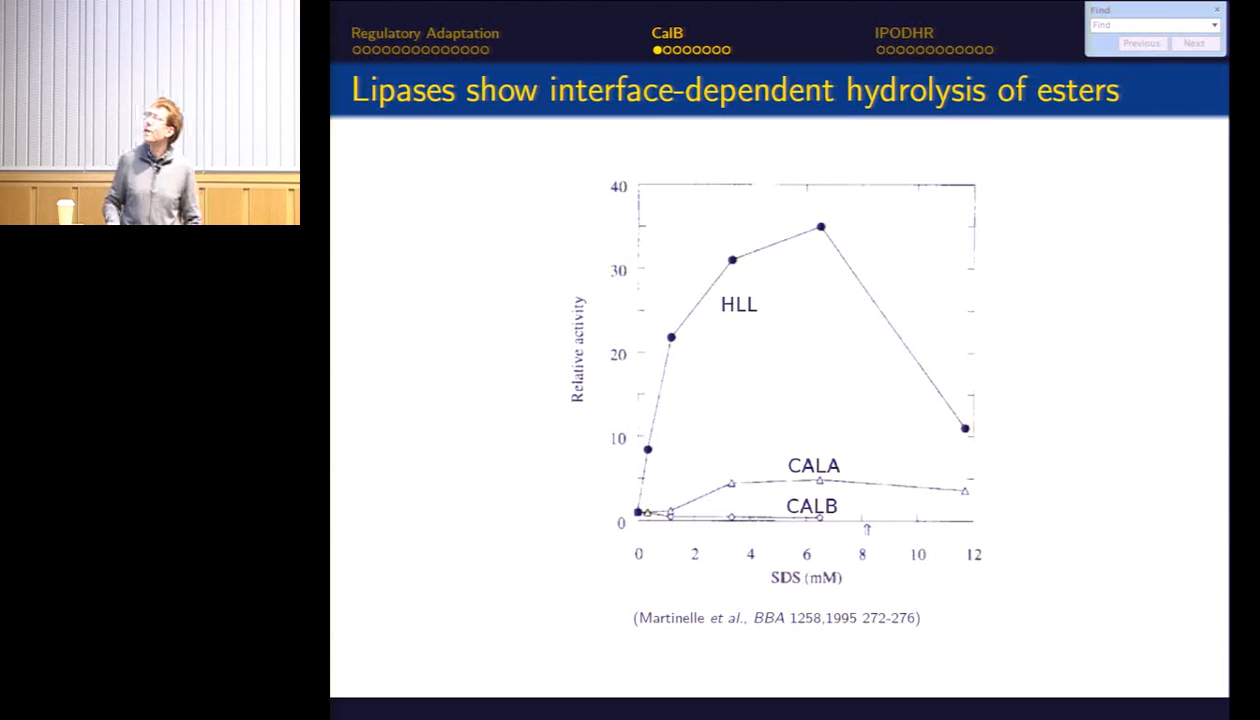 Regulatory Adaptation
CalB
IPODHR
Find
Find
Previous
Next
Lipases show interface-dependent hydrolysis of esters
40
30
20
10
0
Relative activity
HLL
CALA
CALB
0 2 4 6 8 10 12
SDS (mM)
(Martinelle et al., BBA 1258,1995 272-276)